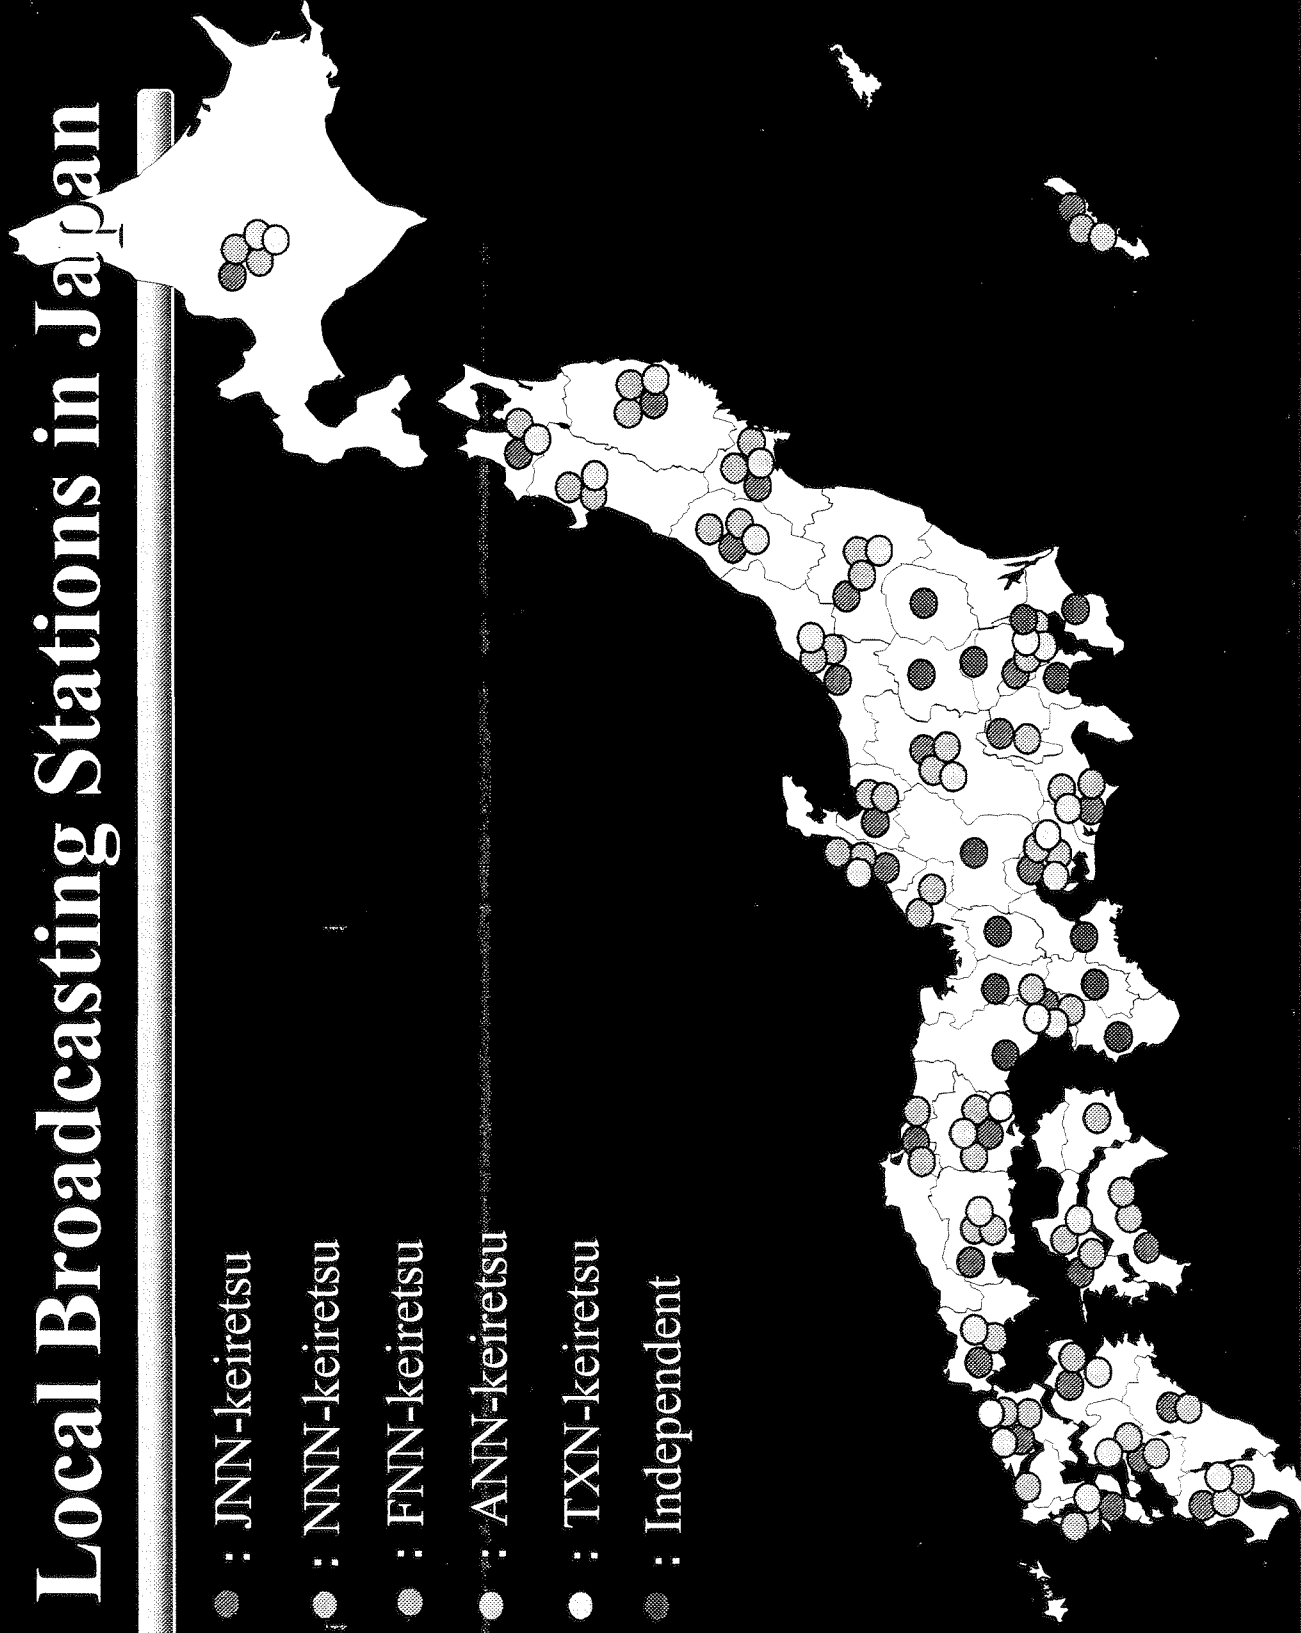 Local Broadcasting Stations in Japan
: JNN-keiretsu
: NNN-keiretsu
: FNN-keiretsu
: ANN-keiretsu
: TXN-keiretsu
: Independent